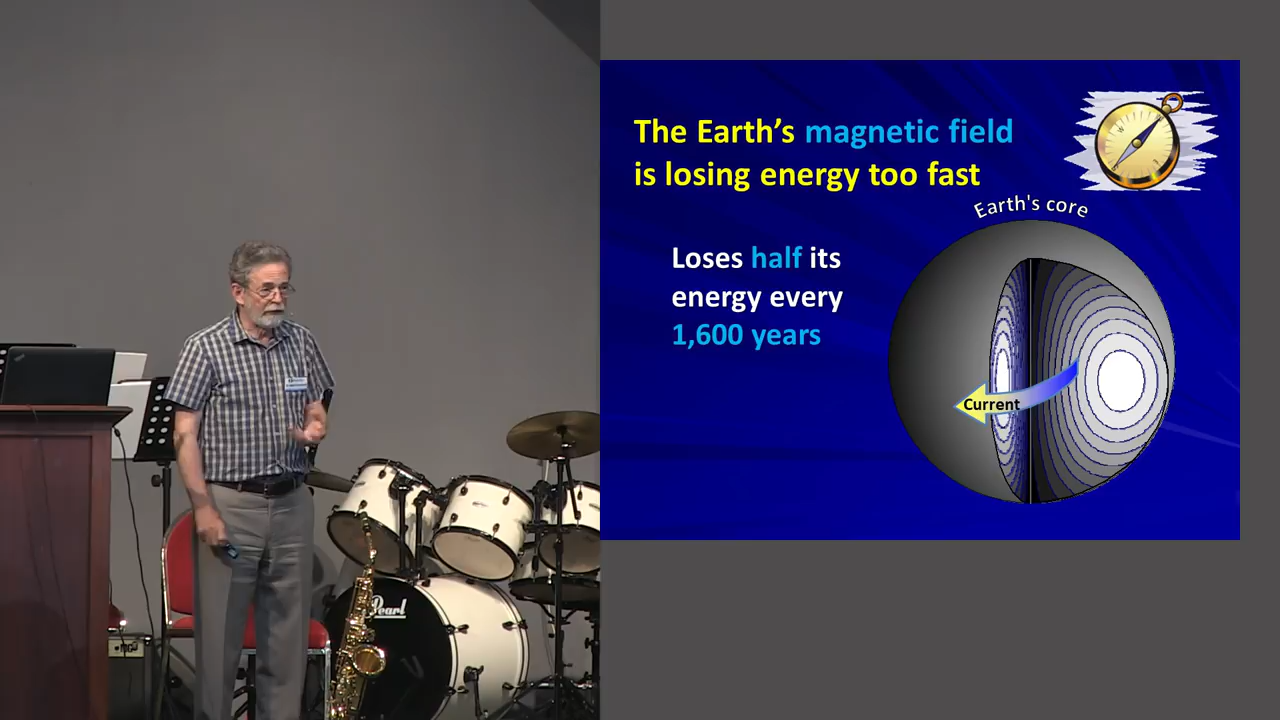 The Earth's magnetic field
is losing energy too fast
Earth's core
Loses half its
energy every
1,600 years
Current
Pearl